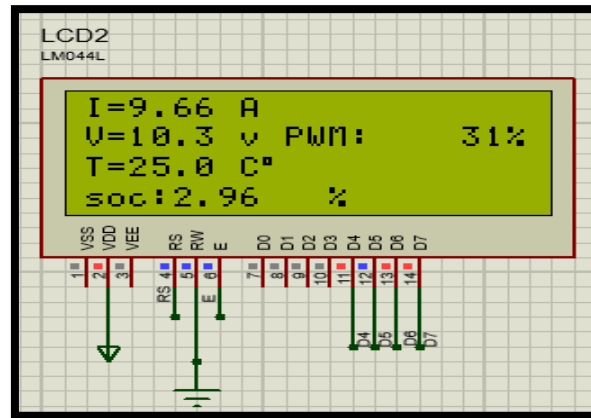 LCD2
LM044L
I=9.66 A
V=10.3 v PWM: 31%
T=25.0 C°
soc:2.96 %
VSS VDD VEE RS RW E D0 D1 D2 D3 D4 D5 D6 D7
1 2 3 4 5 6 7 8 9 10 11 12 13 14
RS E D4 D5 D6 D7